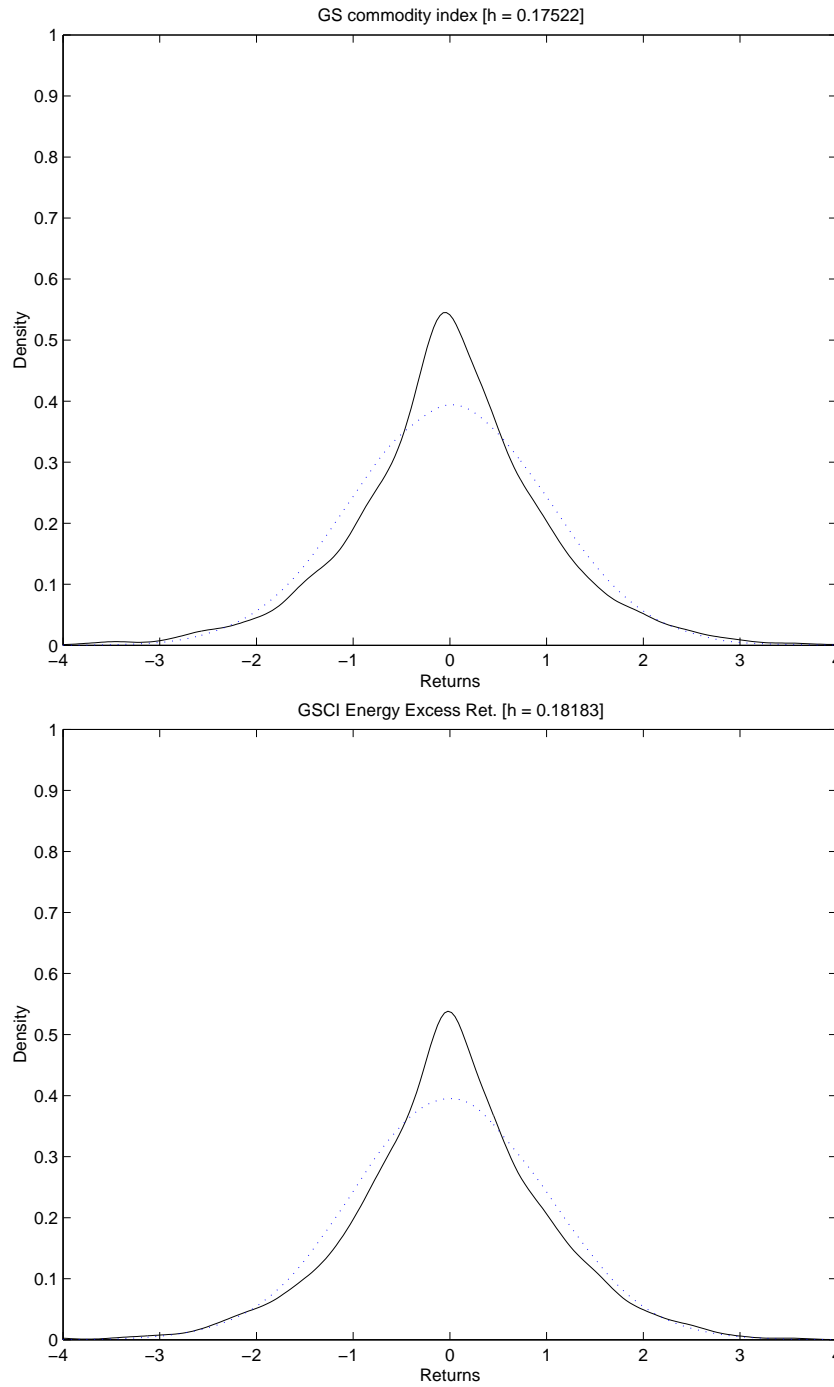 GS commodity index [h = 0.17522]
1
0.9
0.8
0.7
0.6
0.5
0.4
0.3
0.2
0.1
0
Density
−4 −3 −2 −1 0 1 2 3 4
Returns
GSCI Energy Excess Ret. [h = 0.18183]
1
0.9
0.8
0.7
0.6
0.5
0.4
0.3
0.2
0.1
0
Density
−4 −3 −2 −1 0 1 2 3 4
Returns